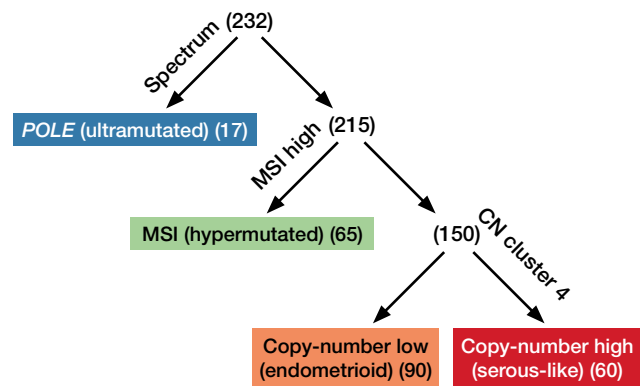 (232)
Spectrum
POLE (ultramutated) (17)
(215)
MSI high
MSI (hypermutated) (65)
(150)
CN cluster 4
Copy-number low
(endometrioid) (90)
Copy-number high
(serous-like) (60)